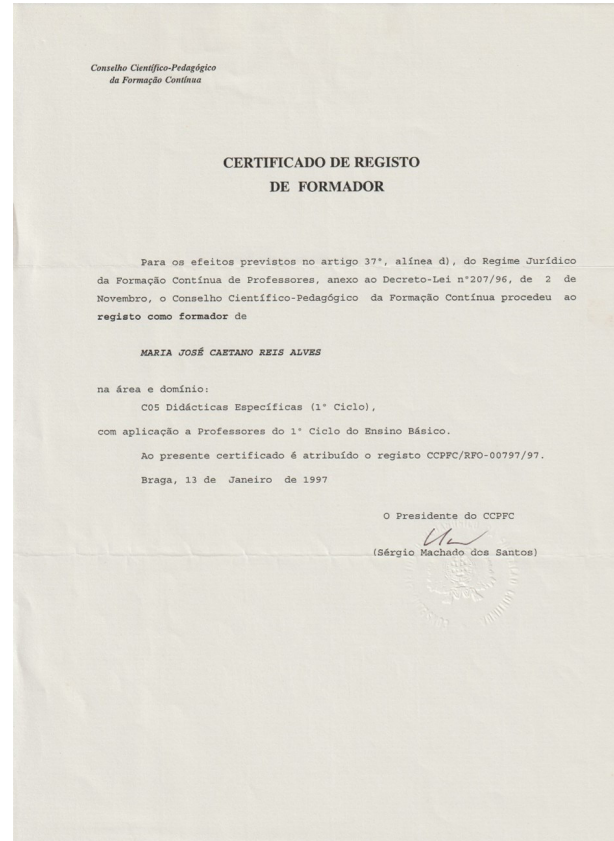 Conselho Científico-Pedagógico
da Formação Contínua
CERTIFICADO DE REGISTO
DE FORMADOR
Para os efeitos previstos no artigo 37°, alínea d), do Regime Jurídico
da Formação Contínua de Professores, anexo ao Decreto-Lei n°207/96, de 2 de
Novembro, o Conselho Científico-Pedagógico da Formação Contínua procedeu ao
registo como formador de
MARIA JOSÉ CAETANO REIS ALVES
na área e domínio:
C05 Didácticas Específicas (1° Ciclo),
com aplicação a Professores do 1° Ciclo do Ensino Básico.
Ao presente certificado é atribuído o registo CCPFC/RFO-00797/97.
Braga, 13 de Janeiro de 1997
O Presidente do CCPFC
(Sérgio Machado dos Santos)